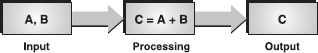 A, B
C = A + B
C
Input
Processing
Output